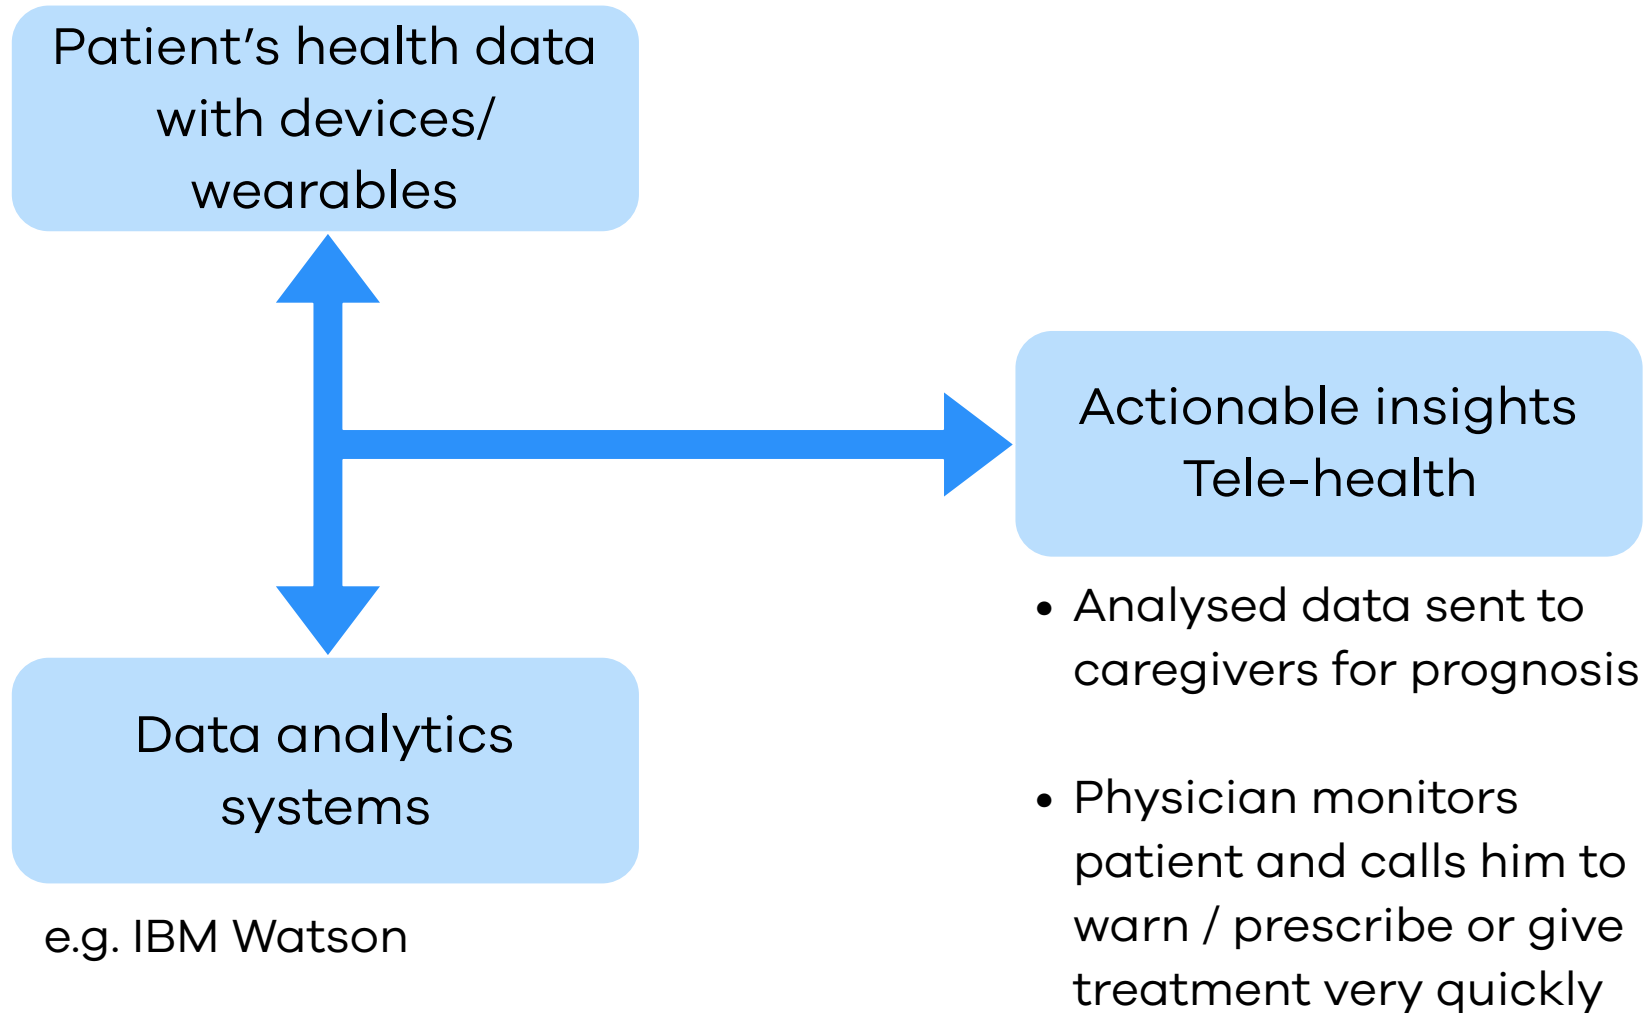 Patient’s health data
with devices/
wearables
Actionable insights
Tele-health
• Analysed data sent to
caregivers for prognosis
• Physician monitors
patient and calls him to
warn / prescribe or give
treatment very quickly
Data analytics
systems
e.g. IBM Watson